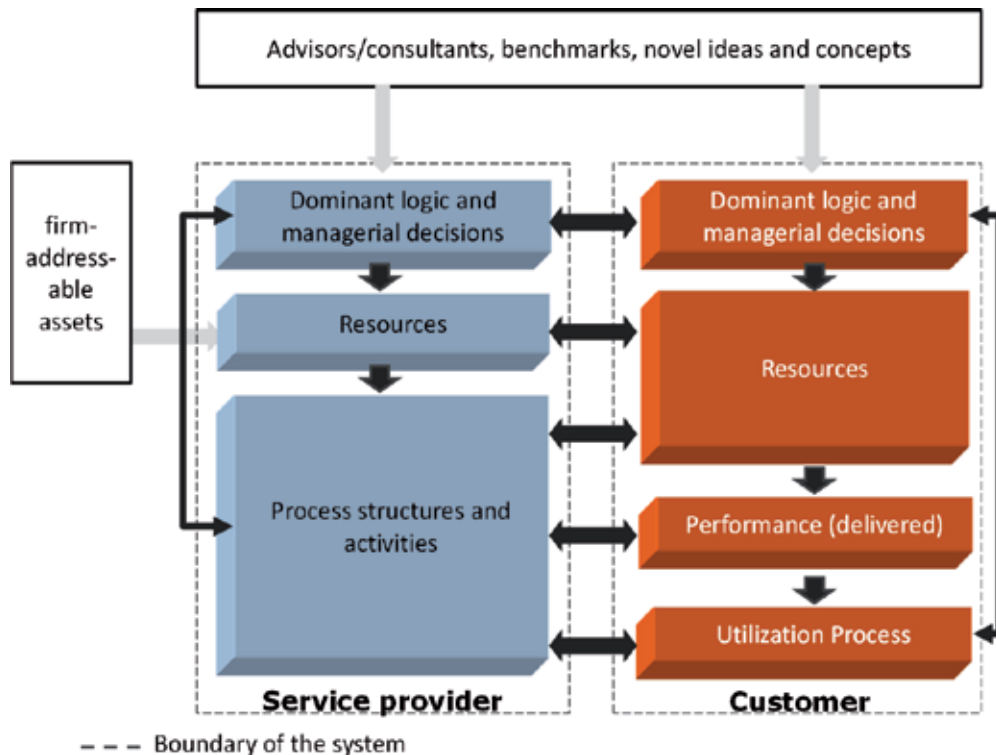 Advisors/consultants, benchmarks, novel ideas and concepts
firm-
address-
able
assets
Dominant logic and
managerial decisions
Resources
Process structures and
activities
Service provider
Dominant logic and
managerial decisions
Resources
Performance (delivered)
Utilization Process
Customer
Boundary of the system